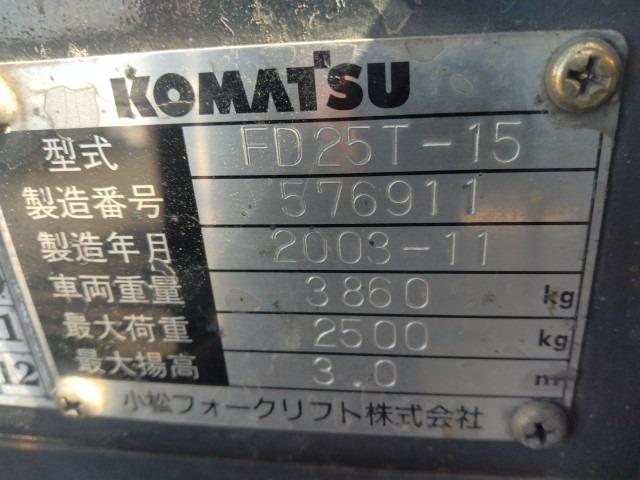 KOMATSU
型式 FD25T-15
製造番号 576911
製造年月 2003-11
車両重量 3860 kg
最大荷重 2500 kg
最大揚高 3.0 m
小松フォークリフト株式会社
12